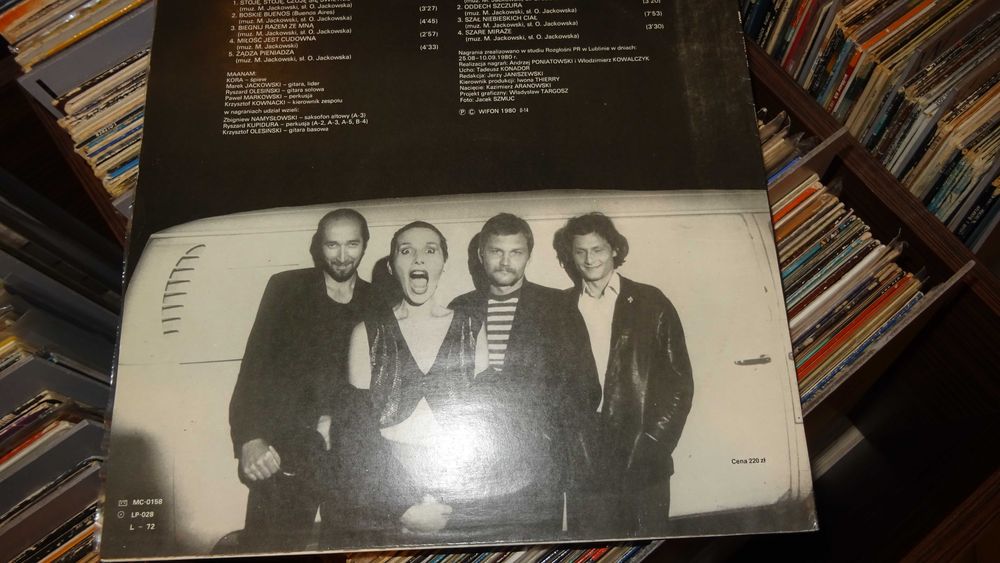 (muz. M. Jackowski, sł. O. Jackowska) (3'27)
2. BOSKIE BUENOS (Buenos Aires)
(muz. M. Jackowski, sł. O. Jackowska) (4'45)
3. BIEGNIJ RAZEM ZE MNĄ
(muz. M. Jackowski, sł. O. Jackowska) (2'57)
4. MIŁOŚĆ JEST CUDOWNA
(muz. M. Jackowski) (4'33)
5. ŻĄDZA PIENIĄDZA
(muz. M. Jackowski, sł. O. Jackowska)
MAANAM:
KORA – śpiew
Marek JACKOWSKI – gitara, lider
Ryszard OLESIŃSKI – gitara solowa
Paweł MARKOWSKI – perkusja
Krzysztof KOWNACKI – kierownik zespołu
w nagraniach udział wzięli:
Zbigniew NAMYSŁOWSKI – saksofon altowy (A-3)
Ryszard KUPIDURA – perkusja (A-2, A-3, A-5, B-4)
Krzysztof OLESIŃSKI – gitara basowa
(3'20)
2. ODDECH SZCZURA
(muz. M. Jackowski, sł. O. Jackowska)
3. SZAŁ NIEBIESKICH CIAŁ (7'53)
(muz. M. Jackowski, sł. O. Jackowska)
4. SZARE MIRAŻE (3'30)
(muz. M. Jackowski, sł. O. Jackowska)
Nagrania zrealizowano w studiu Rozgłośni PR w Lublinie w dniach:
25.08–10.09.1980 r.
Realizacja nagrań: Andrzej PONIATOWSKI i Włodzimierz KOWALCZYK
Ucho: Tadeusz KONADOR
Redakcja: Jerzy JANISZEWSKI
Kierownik produkcji: Iwona THIERRY
Nacięcie: Kazimierz ARANOWSKI
Projekt graficzny: Władysław TARGOSZ
Foto: Jacek SZMUC
Ⓟ © WIFON 1980 D-14
Cena 220 zł
MC-0158
LP-028
L – 72